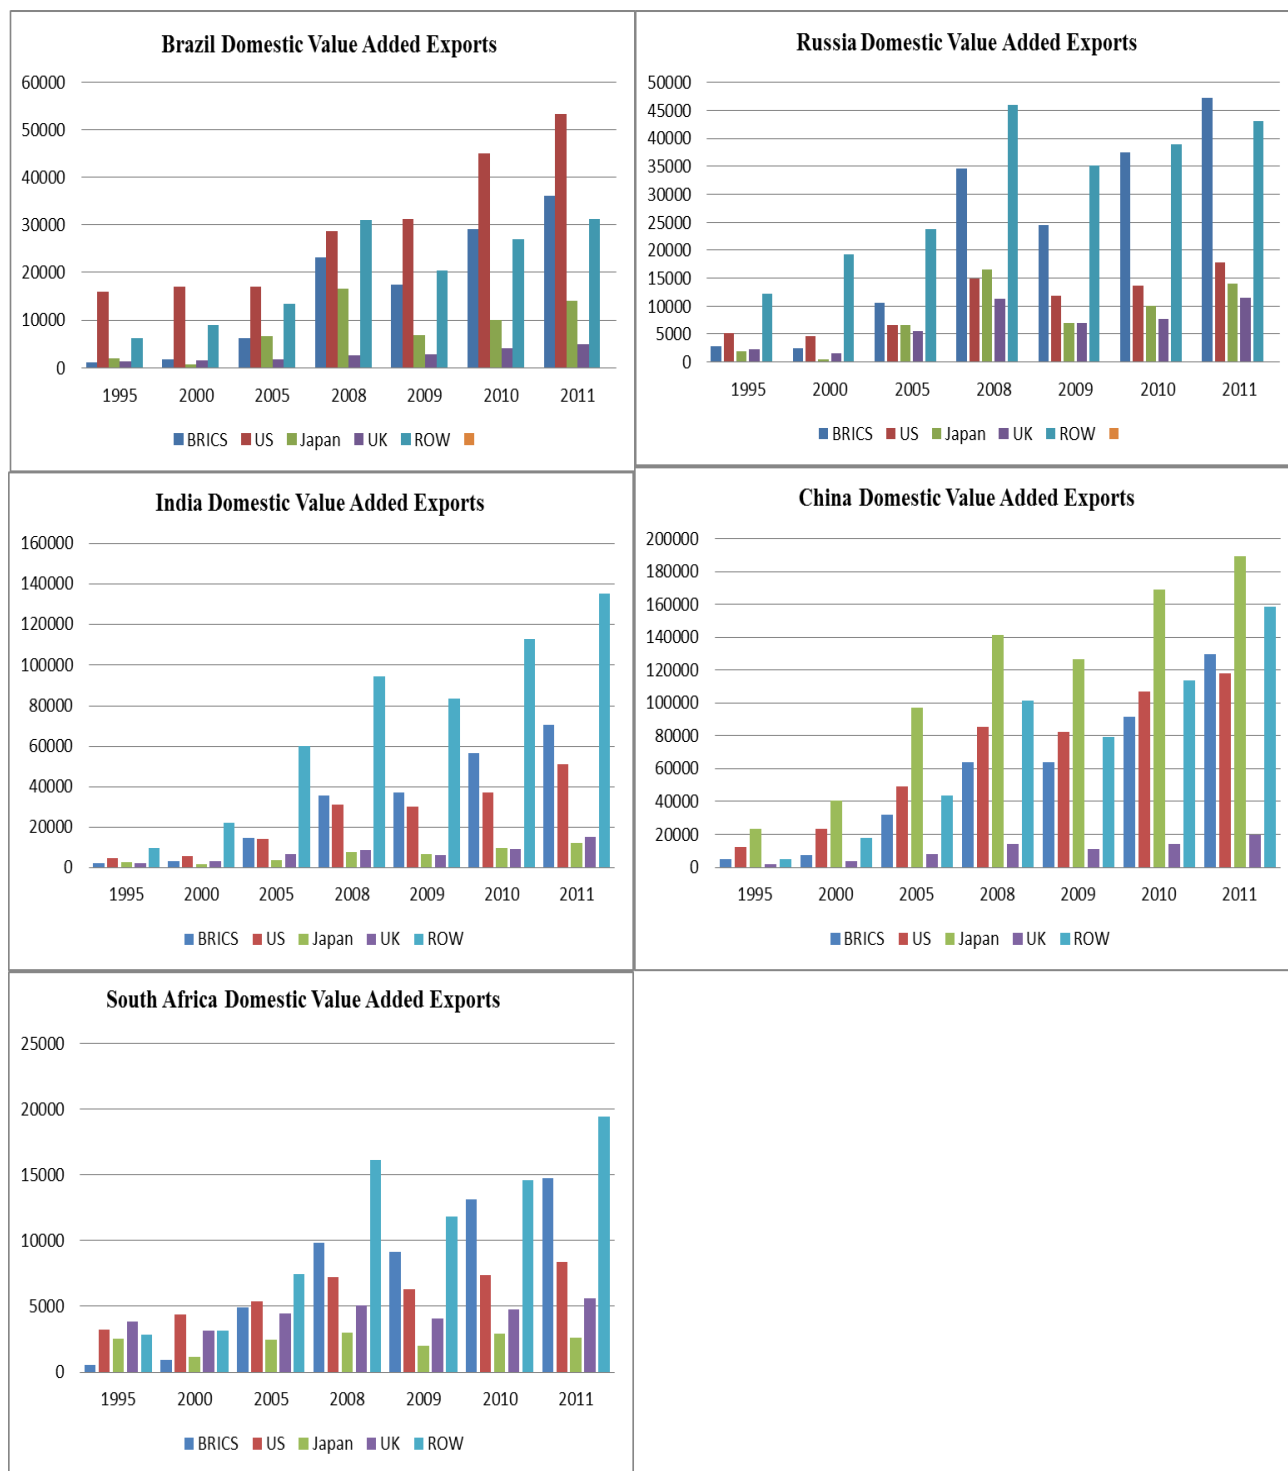 Brazil Domestic Value Added Exports
60000
50000
40000
30000
20000
10000
0
1995 2000 2005 2008 2009 2010 2011
BRICS US Japan UK ROW
Russia Domestic Value Added Exports
50000
45000
40000
35000
30000
25000
20000
15000
10000
5000
0
1995 2000 2005 2008 2009 2010 2011
BRICS US Japan UK ROW
India Domestic Value Added Exports
160000
140000
120000
100000
80000
60000
40000
20000
0
1995 2000 2005 2008 2009 2010 2011
BRICS US Japan UK ROW
China Domestic Value Added Exports
200000
180000
160000
140000
120000
100000
80000
60000
40000
20000
0
1995 2000 2005 2008 2009 2010 2011
BRICS US Japan UK ROW
South Africa Domestic Value Added Exports
25000
20000
15000
10000
5000
0
1995 2000 2005 2008 2009 2010 2011
BRICS US Japan UK ROW